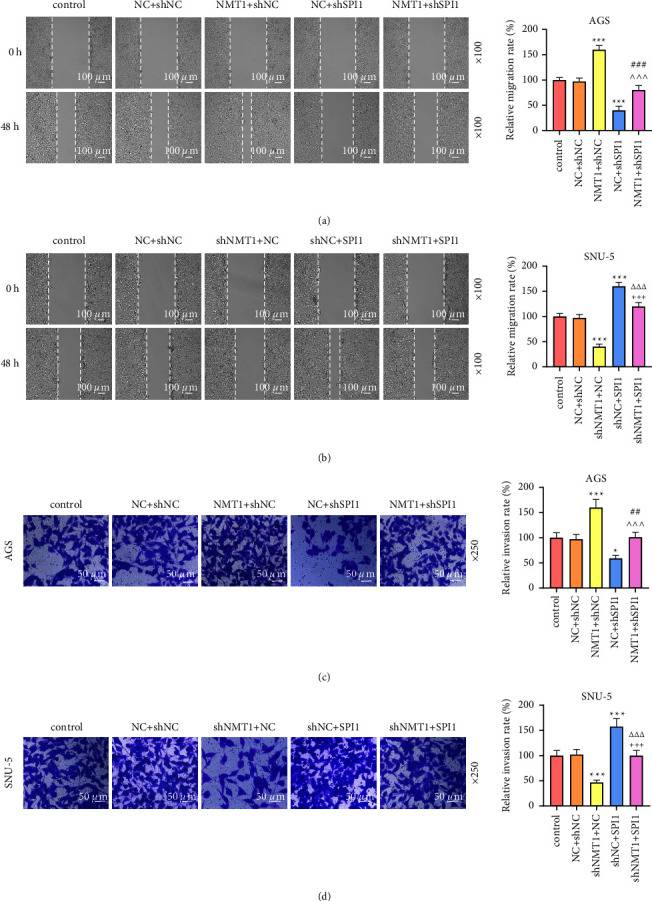 control NC+shNC NMT1+shNC NC+shSPI1 NMT1+shSPI1
0 h
100 μm 100 μm 100 μm 100 μm 100 μm
×100
48 h
100 μm 100 μm 100 μm 100 μm 100 μm
×100
AGS
Relative migration rate (%)
200
150
100
50
0
***
***
###
^^^
control
NC+shNC
NMT1+shNC
NC+shSPI1
NMT1+shSPI1
(a)
control NC+shNC shNMT1+NC shNC+SPI1 shNMT1+SPI1
0 h
100 μm 100 μm 100 μm 100 μm 100 μm
×100
48 h
100 μm 100 μm 100 μm 100 μm 100 μm
×100
SNU-5
Relative migration rate (%)
200
150
100
50
0
***
***
ΔΔΔ
+++
control
NC+shNC
shNMT1+NC
shNC+SPI1
shNMT1+SPI1
(b)
control NC+shNC NMT1+shNC NC+shSPI1 NMT1+shSPI1
AGS
50 μm 50 μm 50 μm 50 μm 50 μm
×250
AGS
Relative invasion rate (%)
200
150
100
50
0
***
*
##
^^^
control
NC+shNC
NMT1+shNC
NC+shSPI1
NMT1+shSPI1
(c)
control NC+shNC shNMT1+NC shNC+SPI1 shNMT1+SPI1
SNU-5
50 μm 50 μm 50 μm 50 μm 50 μm
×250
SNU-5
Relative invasion rate (%)
200
150
100
50
0
***
***
ΔΔΔ
+++
control
NC+shNC
shNMT1+NC
shNC+SPI1
shNMT1+SPI1
(d)